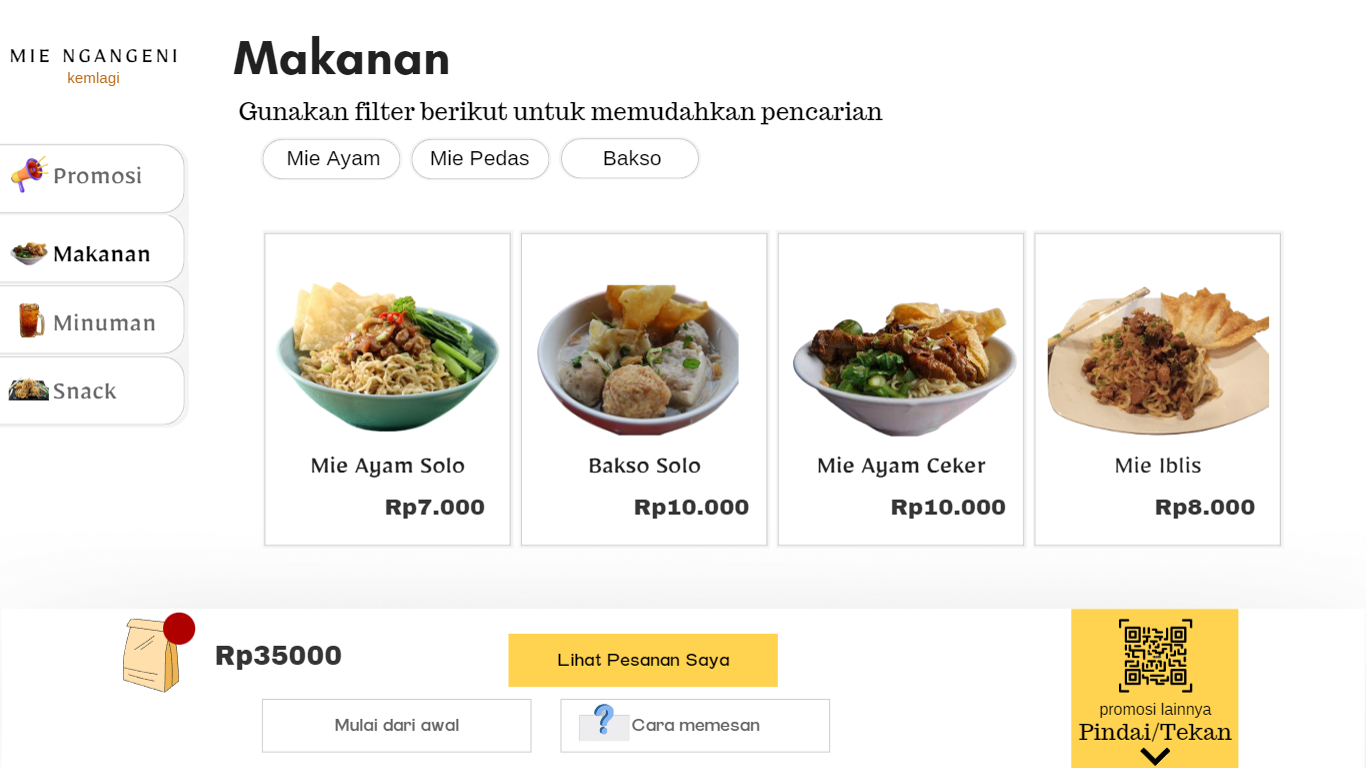 MIE NGANGENI
kemlagi
Promosi
Makanan
Minuman
Snack
Makanan
Gunakan filter berikut untuk memudahkan pencarian
Mie Ayam
Mie Pedas
Bakso
Mie Ayam Solo
Rp7.000
Bakso Solo
Rp10.000
Mie Ayam Ceker
Rp10.000
Mie Iblis
Rp8.000
Rp35000
Lihat Pesanan Saya
Mulai dari awal
? Cara memesan
promosi lainnya
Pindai/Tekan